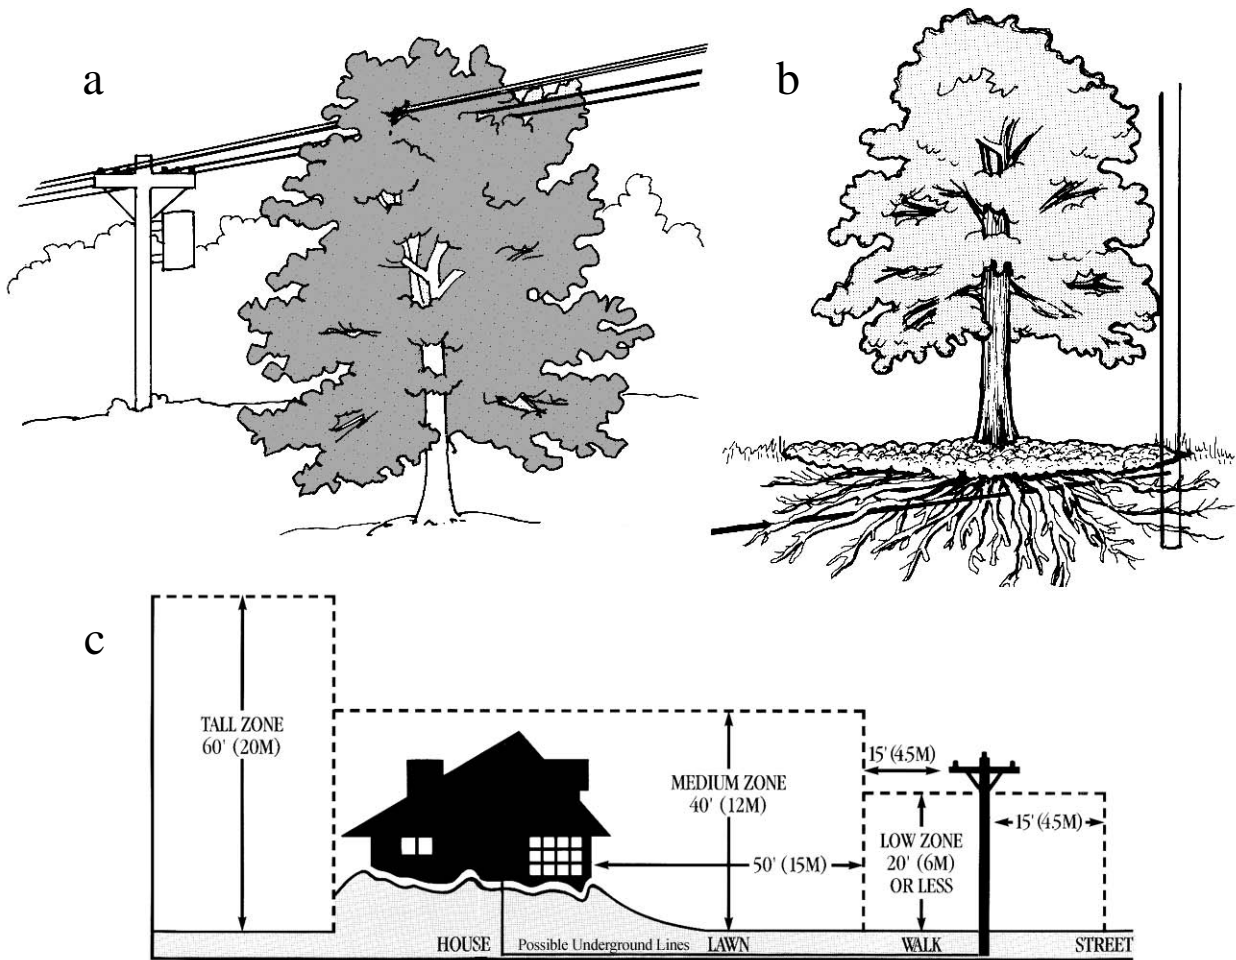 a
b
c
TALL ZONE
60' (20M)
MEDIUM ZONE
40' (12M)
50' (15M)
15' (4.5M)
LOW ZONE
20' (6M)
OR LESS
15' (4.5M)
HOUSE
Possible Underground Lines
LAWN
WALK
STREET